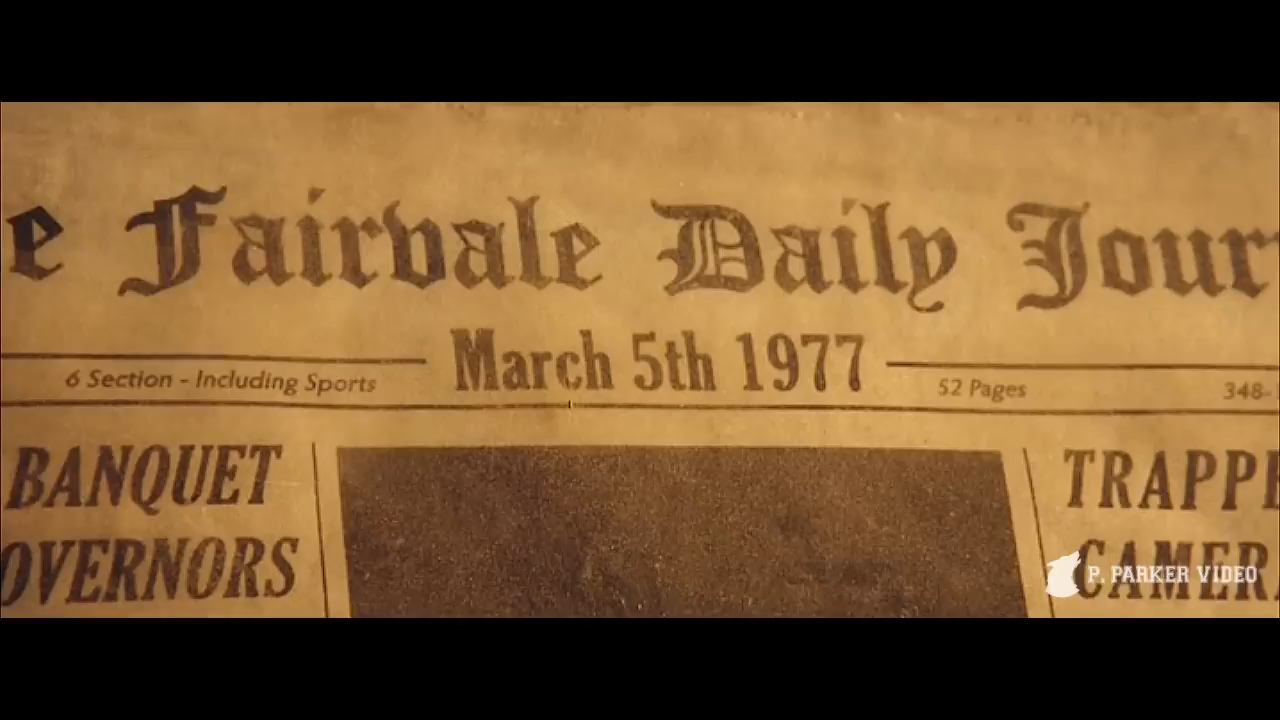 e Fairvale Daily Jour
March 5th 1977
6 Section - Including Sports
52 Pages
348-
BANQUET
OVERNORS
TRAPP
CAMER
P. PARKER VIDEO